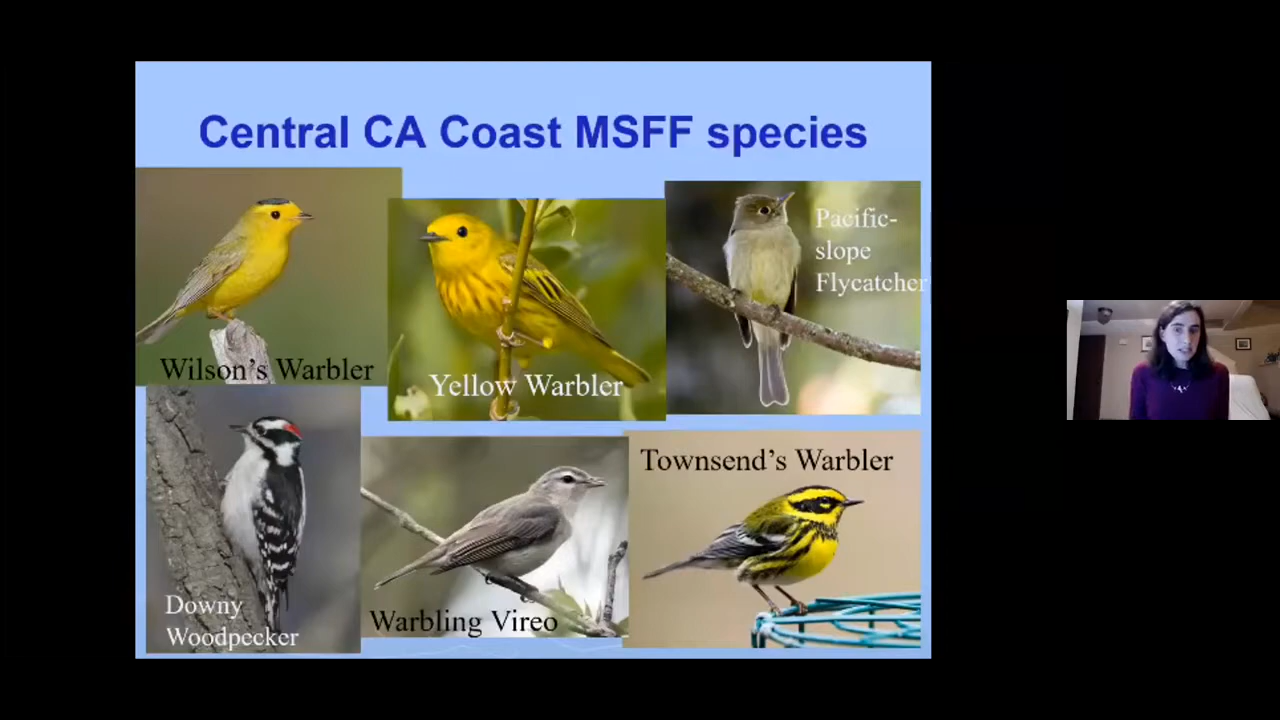 Central CA Coast MSFF species
Wilson's Warbler
Yellow Warbler
Pacific-
slope
Flycatcher
Downy
Woodpecker
Warbling Vireo
Townsend's Warbler